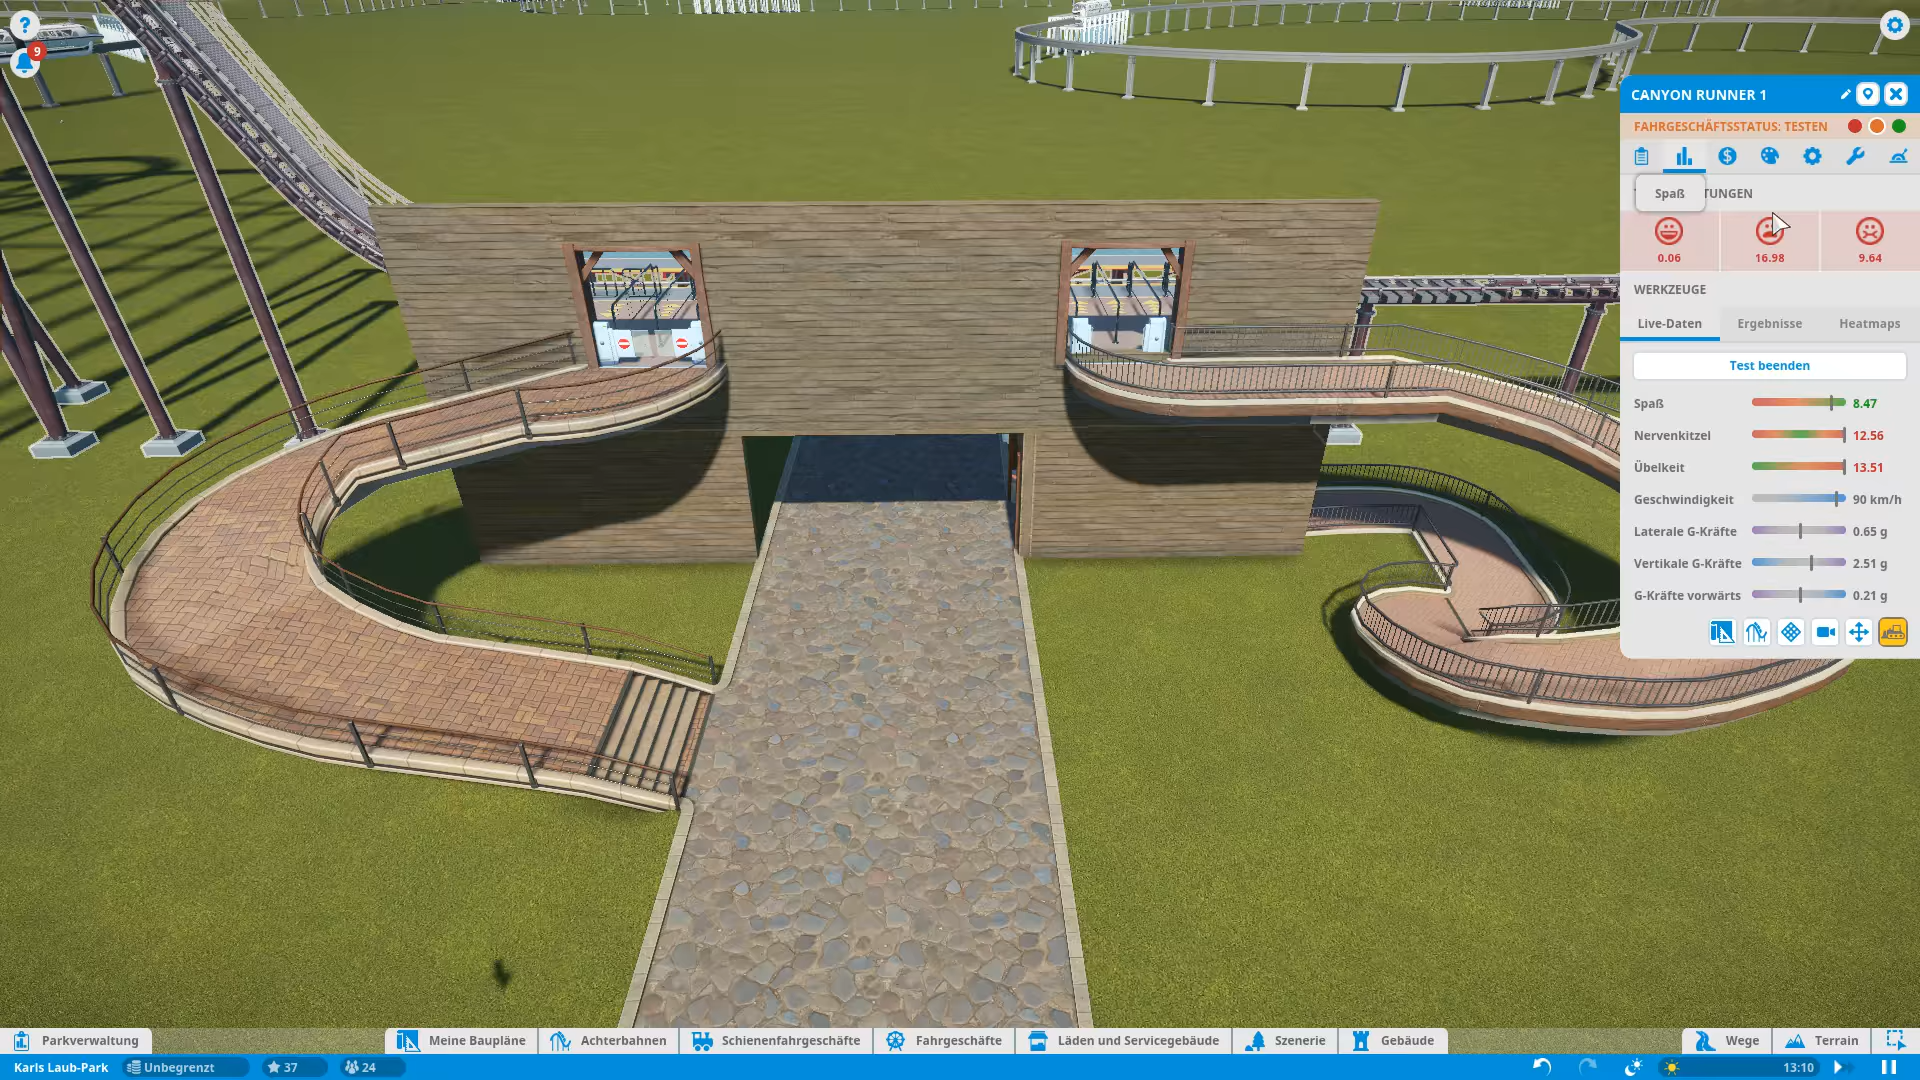 ?
9
CANYON RUNNER 1
FAHRGESCHÄFTSSTATUS: TESTEN
Spaß
TUNGEN
0.06
16.98
9.64
WERKZEUGE
Live-Daten
Ergebnisse
Heatmaps
Test beenden
Spaß 8.47
Nervenkitzel 12.56
Übelkeit 13.51
Geschwindigkeit 90 km/h
Laterale G-Kräfte 0.65 g
Vertikale G-Kräfte 2.51 g
G-Kräfte vorwärts 0.21 g
Parkverwaltung
Meine Baupläne
Achterbahnen
Schienenfahrgeschäfte
Fahrgeschäfte
Läden und Servicegebäude
Szenerie
Gebäude
Wege
Terrain
Karls Laub-Park
Unbegrenzt
37
24
13:10